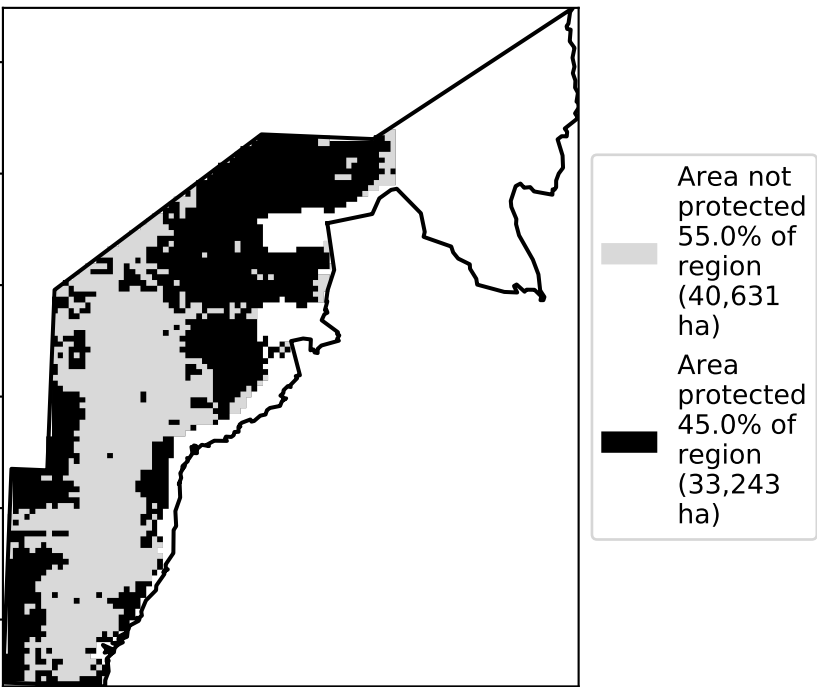 Area not
protected
55.0% of
region
(40,631
ha)
Area
protected
45.0% of
region
(33,243
ha)